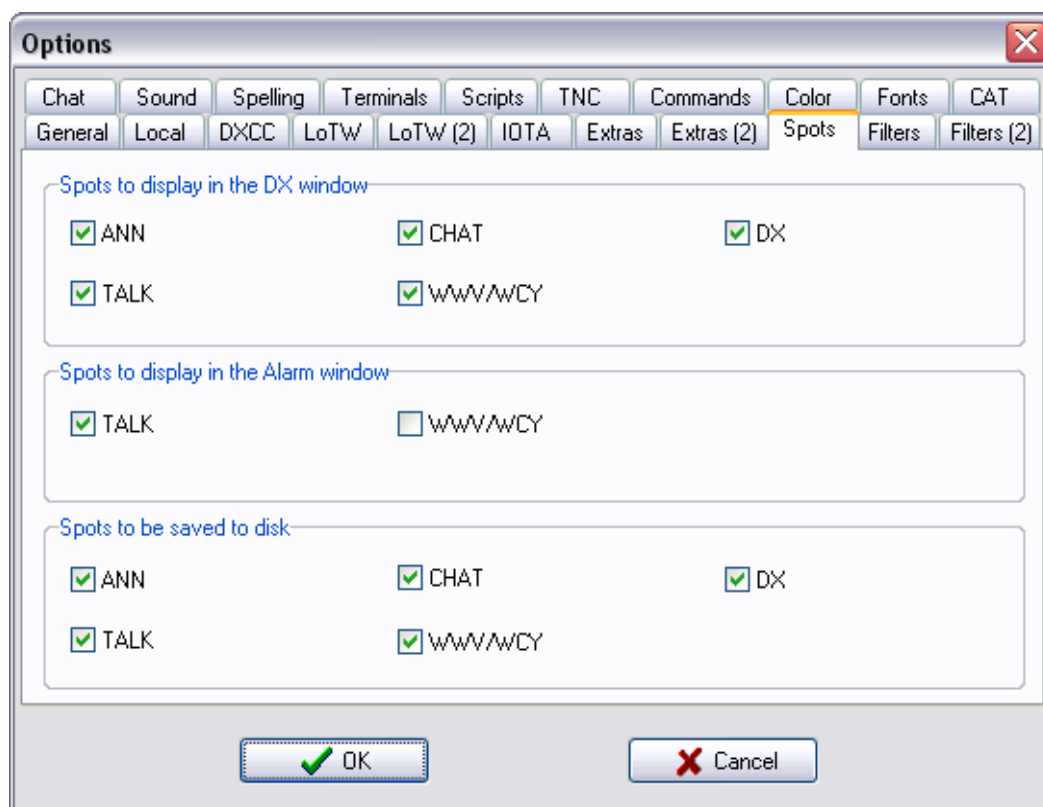 Options
Chat Sound Spelling Terminals Scripts TNC Commands Color Fonts CAT
General Local DXCC LoTW LoTW (2) IOTA Extras Extras (2) Spots Filters Filters (2)
Spots to display in the DX window
ANN CHAT DX
TALK WWV/WCY
Spots to display in the Alarm window
TALK WWV/WCY
Spots to be saved to disk
ANN CHAT DX
TALK WWV/WCY
OK Cancel